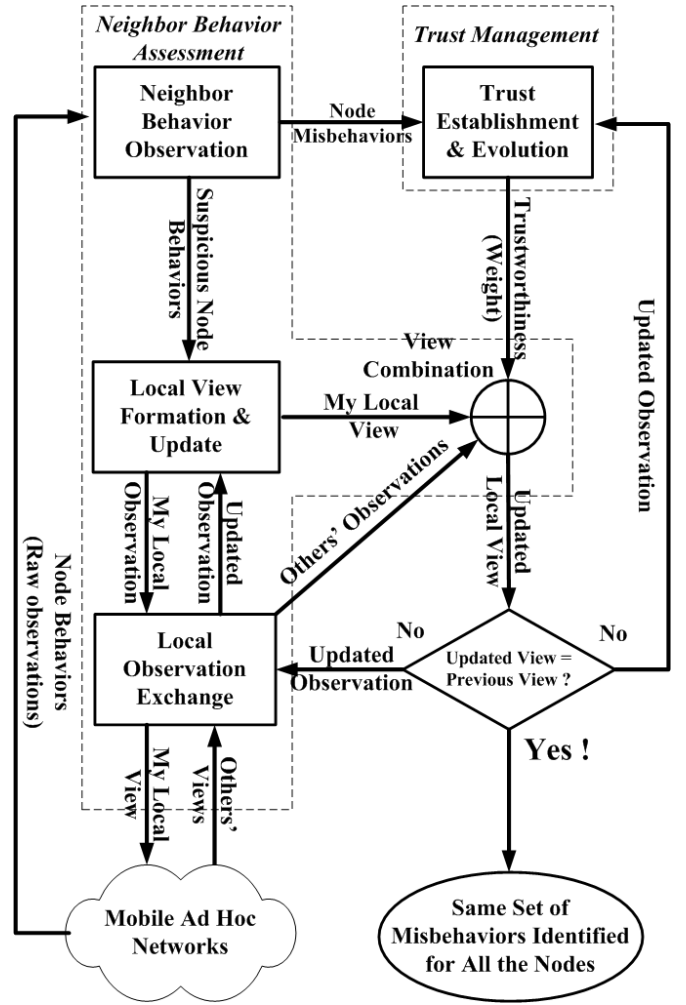 Neighbor Behavior
Assessment
Trust Management
Neighbor
Behavior
Observation
Node
Misbehaviors
Trust
Establishment
& Evolution
Suspicious Node
Behaviors
Trustworthiness
(Weight)
Updated Observation
View
Combination
Local View
Formation &
Update
My Local
View
My Local
Observation
Updated
Observation
Others' Observations
Updated
Local View
Node Behaviors
(Raw observations)
Local
Observation
Exchange
No
Updated
Observation
Updated View =
Previous View ?
No
Yes !
My Local
View
Others'
Views
Mobile Ad Hoc
Networks
Same Set of
Misbehaviors Identified
for All the Nodes